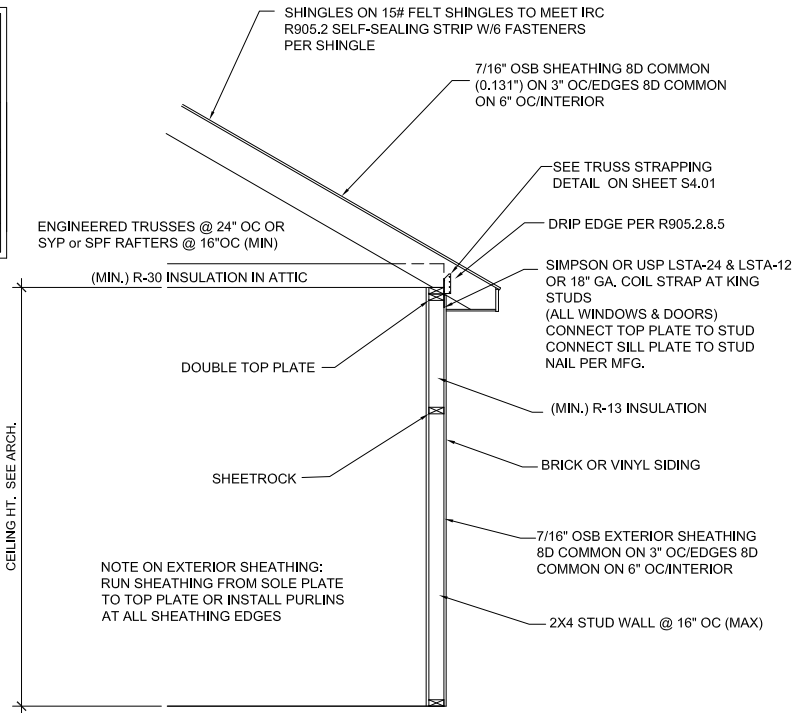 SHINGLES ON 15# FELT SHINGLES TO MEET IRC
R905.2 SELF-SEALING STRIP W/6 FASTENERS
PER SHINGLE
7/16" OSB SHEATHING 8D COMMON
(0.131") ON 3" OC/EDGES 8D COMMON
ON 6" OC/INTERIOR
SEE TRUSS STRAPPING
DETAIL ON SHEET S4.01
DRIP EDGE PER R905.2.8.5
ENGINEERED TRUSSES @ 24" OC OR
SYP or SPF RAFTERS @ 16"OC (MIN)
(MIN.) R-30 INSULATION IN ATTIC
SIMPSON OR USP LSTA-24 & LSTA-12
OR 18" GA. COIL STRAP AT KING
STUDS
(ALL WINDOWS & DOORS)
CONNECT TOP PLATE TO STUD
CONNECT SILL PLATE TO STUD
NAIL PER MFG.
DOUBLE TOP PLATE
(MIN.) R-13 INSULATION
SHEETROCK
BRICK OR VINYL SIDING
CEILING HT. SEE ARCH.
7/16" OSB EXTERIOR SHEATHING
8D COMMON ON 3" OC/EDGES 8D
COMMON ON 6" OC/INTERIOR
NOTE ON EXTERIOR SHEATHING:
RUN SHEATHING FROM SOLE PLATE
TO TOP PLATE OR INSTALL PURLINS
AT ALL SHEATHING EDGES
2X4 STUD WALL @ 16" OC (MAX)